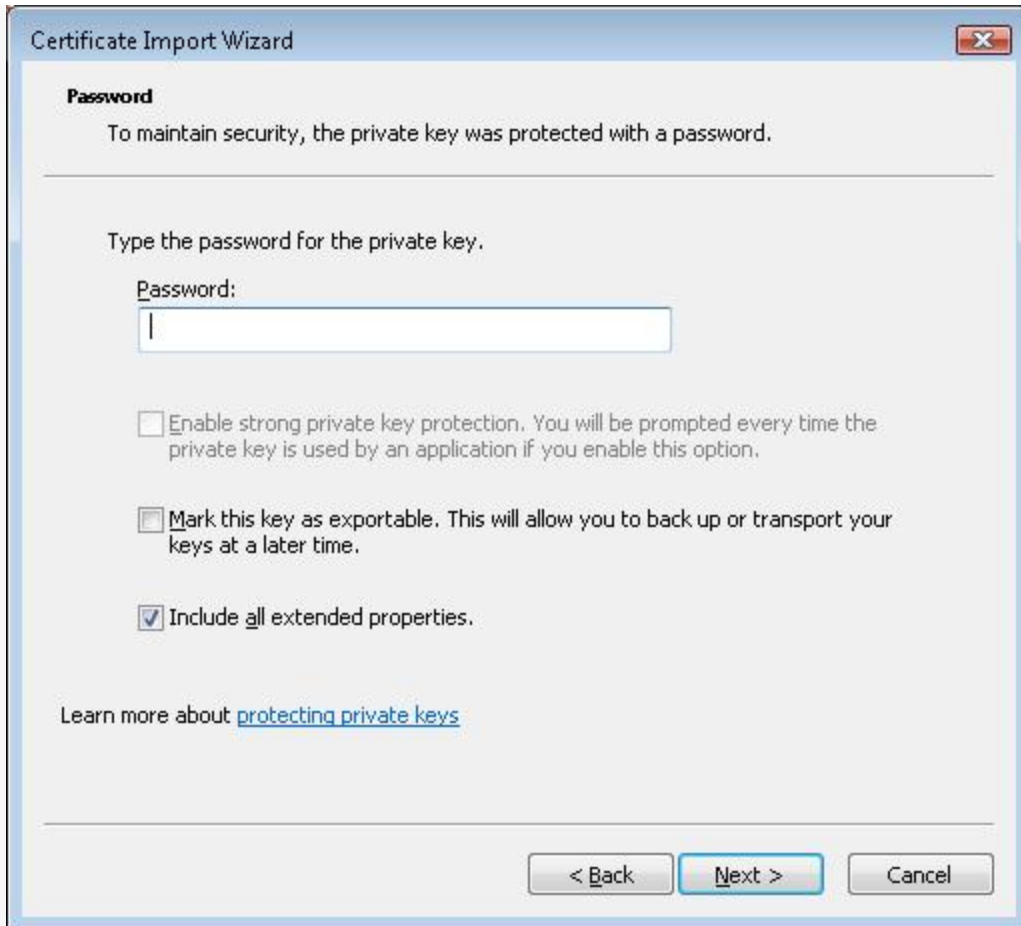 Certificate Import Wizard
Password
To maintain security, the private key was protected with a password.
Type the password for the private key.
Password:
Enable strong private key protection. You will be prompted every time the
private key is used by an application if you enable this option.
Mark this key as exportable. This will allow you to back up or transport your
keys at a later time.
Include all extended properties.
Learn more about protecting private keys
< Back Next > Cancel